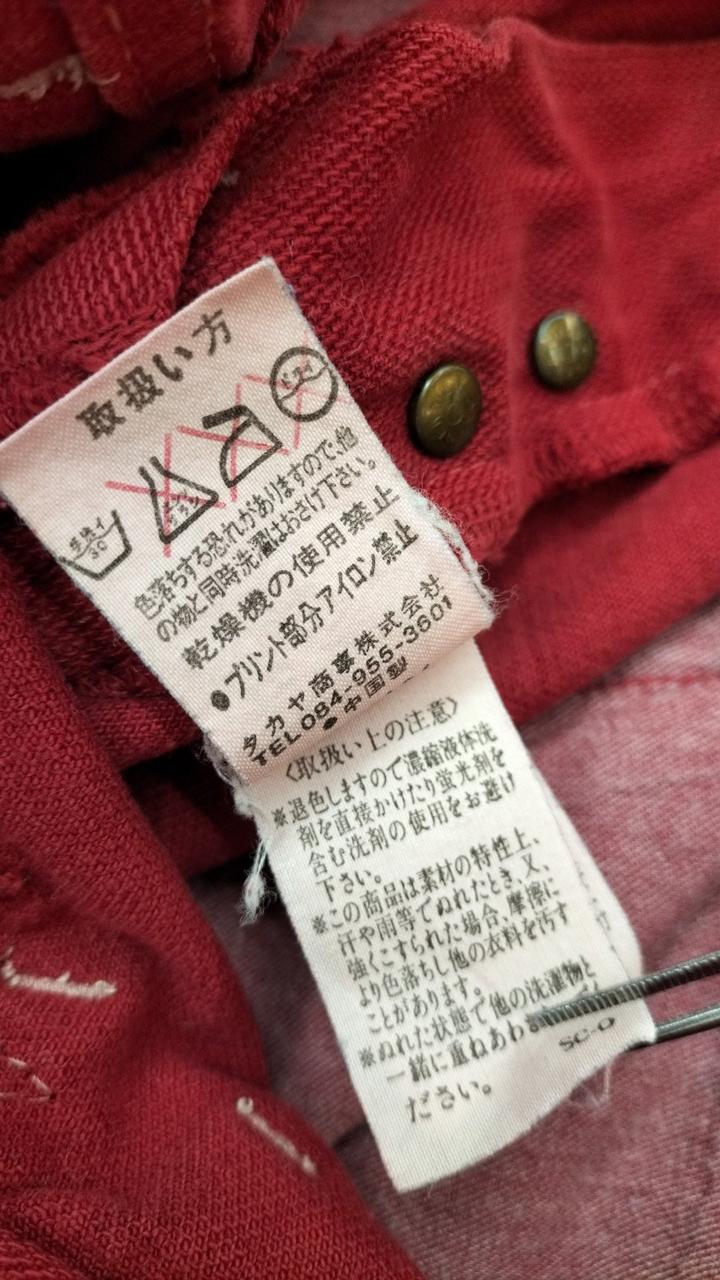 取扱い方
手洗イ
30
色落ちする恐れがありますので、他
の物と同時洗濯はおさけ下さい。
乾燥機の使用禁止
●プリント部分アイロン禁止
タカヤ商事株式会社
TEL084-955-3601
●中国製
〈取扱い上の注意〉
※退色しますので濃縮液体洗
剤を直接かけたり蛍光剤を
含む洗剤の使用をお避け
下さい。
※この商品は素材の特性上、
汗や雨等でぬれたとき、又、
強くこすられた場合、摩擦に
より色落ちし他の衣料を汚す
ことがあります。
※ぬれた状態で他の洗濯物と
一緒に重ねあわ
ださい。